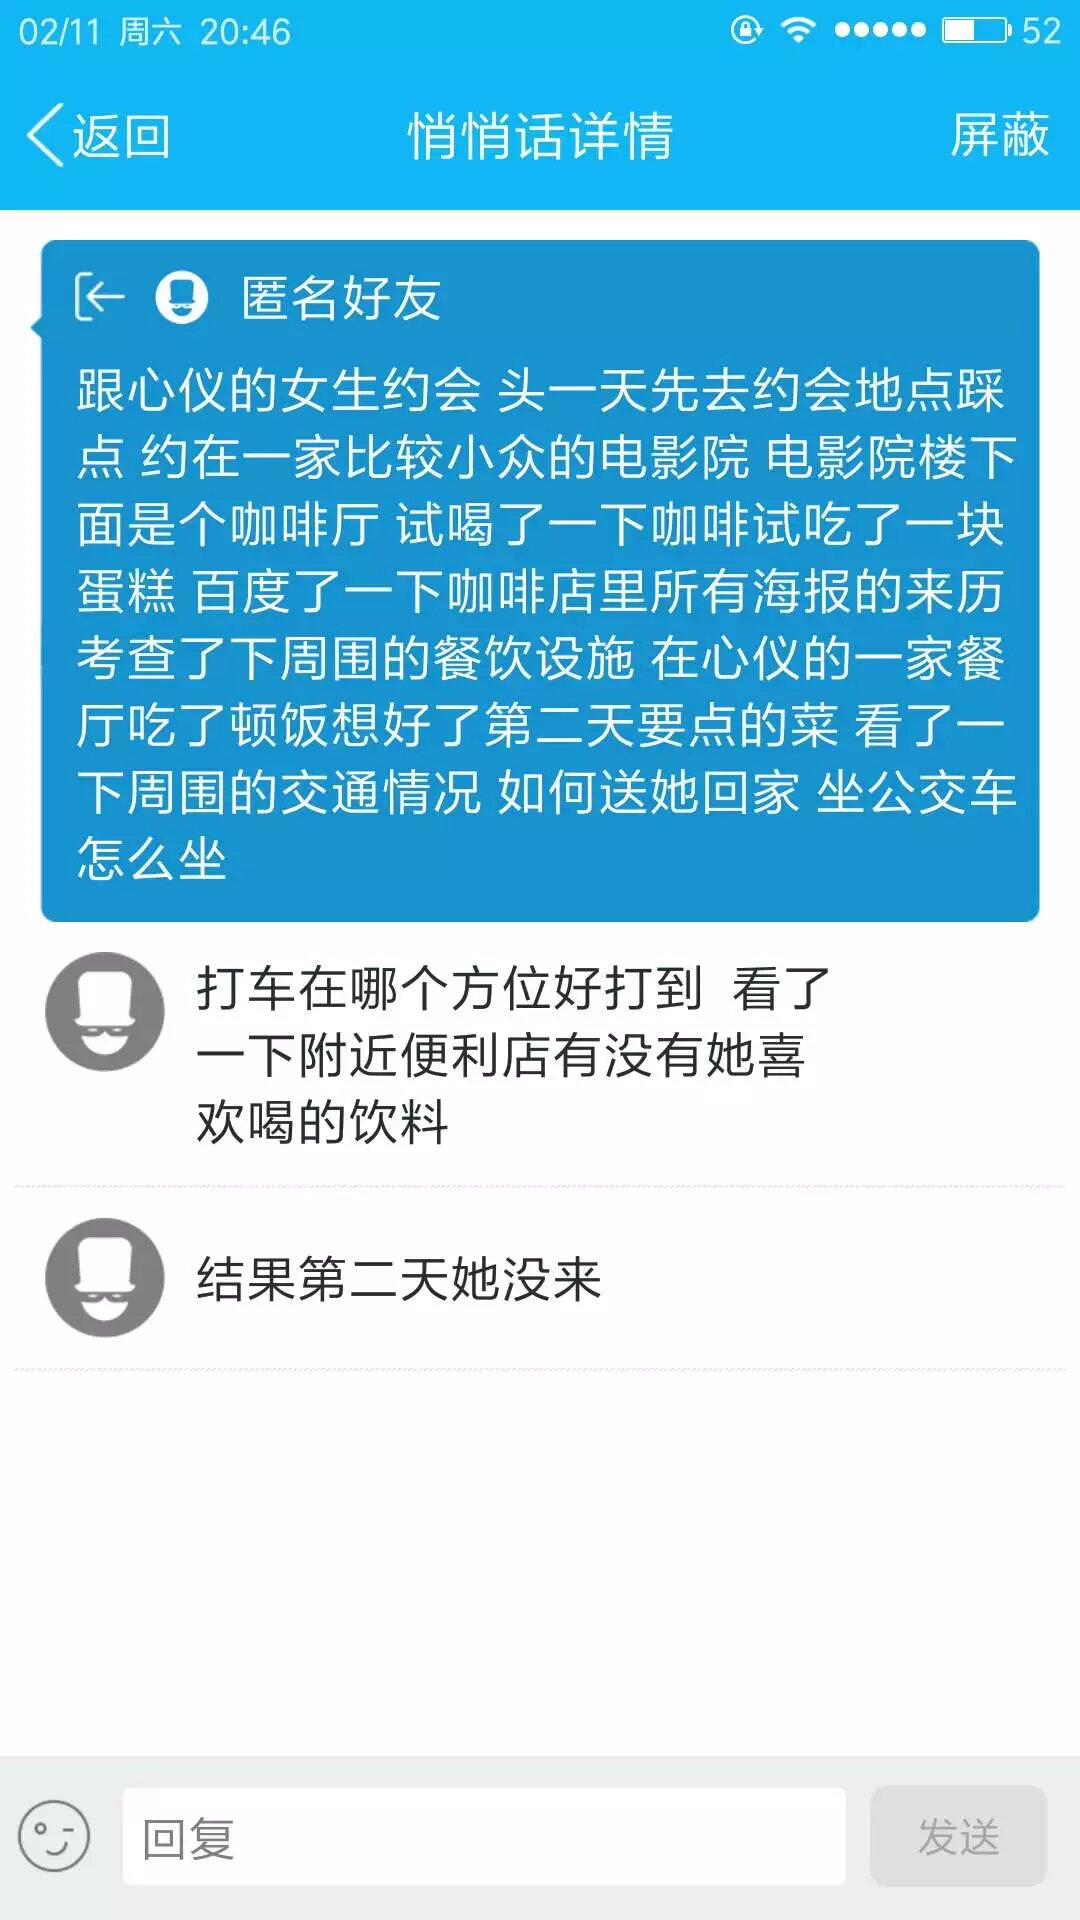 02/11 周六 20:46 52
返回 悄悄话详情 屏蔽
匿名好友
跟心仪的女生约会 头一天先去约会地点踩
点 约在一家比较小众的电影院 电影院楼下
面是个咖啡厅 试喝了一下咖啡试吃了一块
蛋糕 百度了一下咖啡店里所有海报的来历
考查了下周围的餐饮设施 在心仪的一家餐
厅吃了顿饭想好了第二天要点的菜 看了一
下周围的交通情况 如何送她回家 坐公交车
怎么坐
打车在哪个方位好打到 看了
一下附近便利店有没有她喜
欢喝的饮料
结果第二天她没来
回复 发送